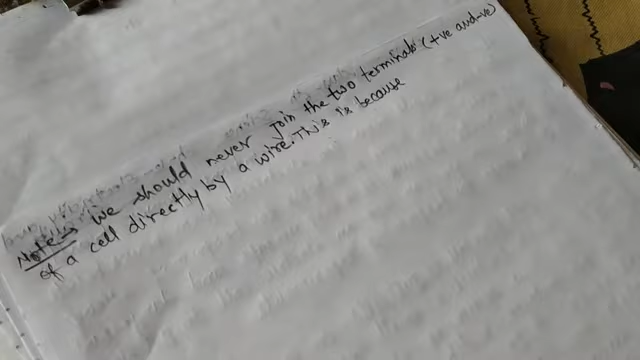 Note→ We should never join the two terminals (+ve and -ve)
of a cell directly by a wire. This is because